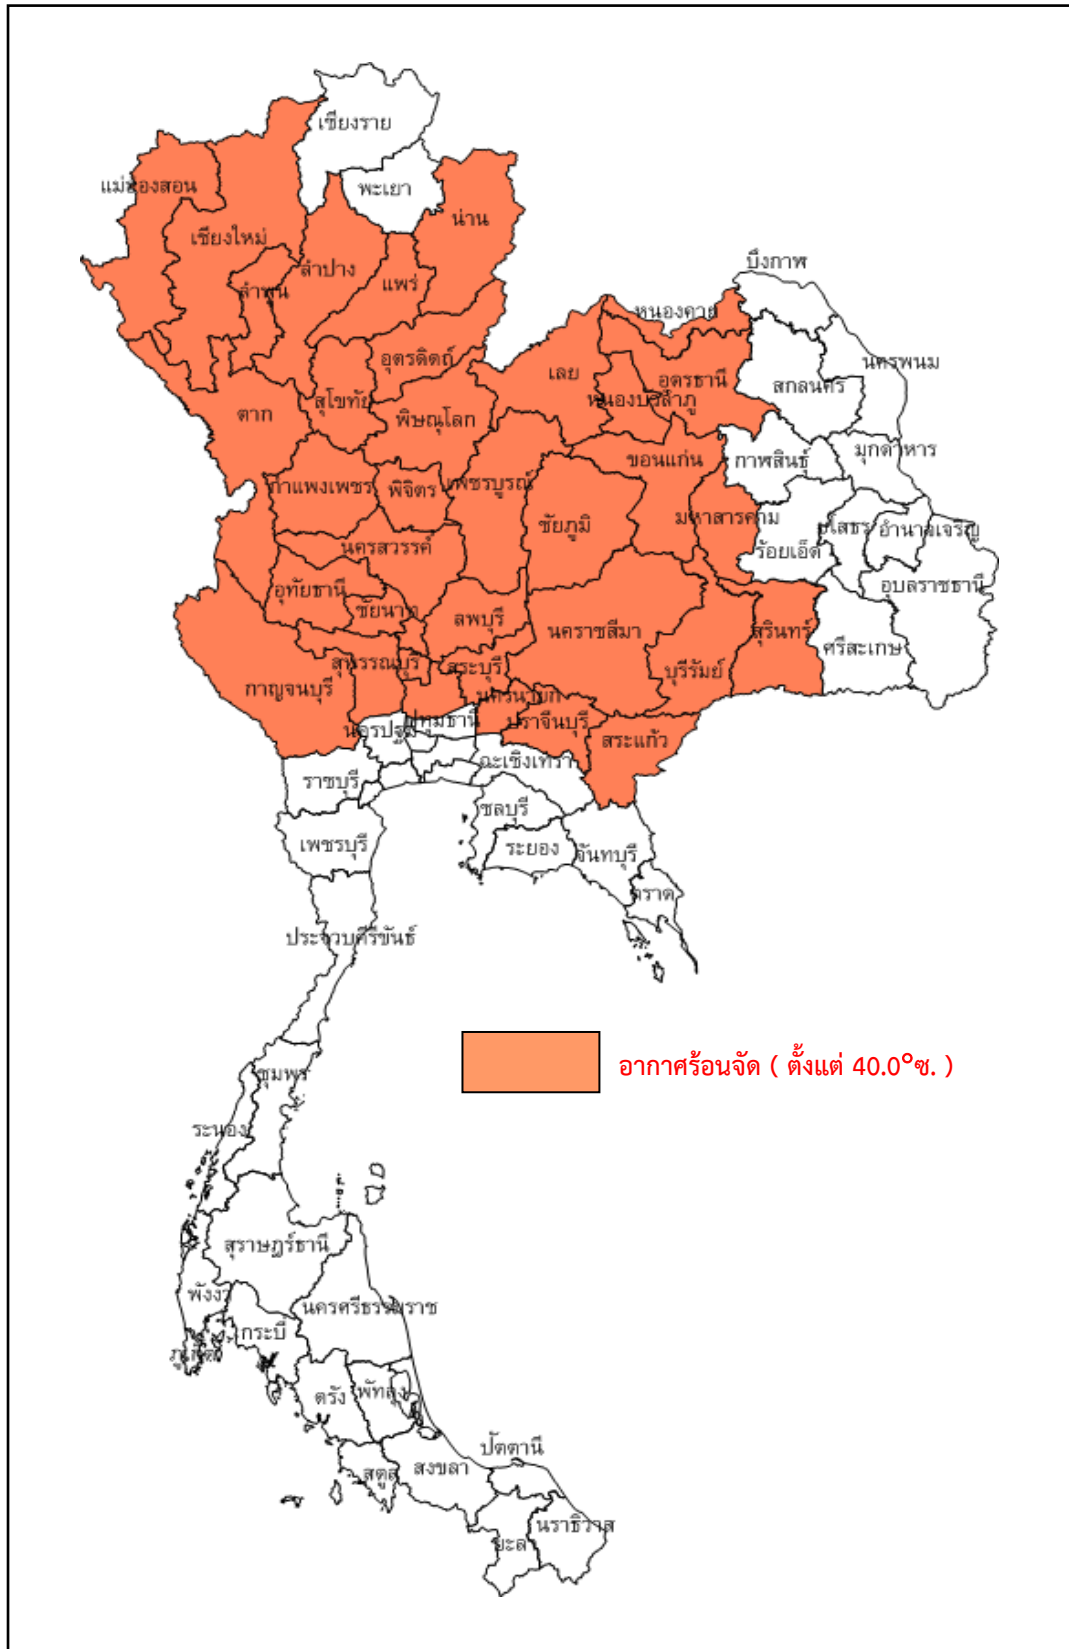 เชียงราย
แม่ฮ่องสอน
พะเยา
น่าน
เชียงใหม่
ลำปาง
แพร่
ลำพูน
บึงกาฬ
หนองคาย
อุตรดิตถ์
เลย
อุดรธานี
นครพนม
สกลนคร
หนองบัวลำภู
สุโขทัย
ตาก
พิษณุโลก
ขอนแก่น
กาฬสินธุ์
มุกดาหาร
กำแพงเพชร
พิจิตร
เพชรบูรณ์
ชัยภูมิ
มหาสารคาม
ยโสธร
อำนาจเจริญ
ร้อยเอ็ด
นครสวรรค์
อุทัยธานี
ชัยนาท
อุบลราชธานี
ลพบุรี
นคราชสีมา
สุรินทร์
ศรีสะเกษ
บุรีรัมย์
สุพรรณบุรี
สระบุรี
กาญจนบุรี
นครนายก
ปราจีนบุรี
ปทุมธานี
นครปฐม
สระแก้ว
ฉะเชิงเทรา
ราชบุรี
ชลบุรี
เพชรบุรี
ระยอง
จันทบุรี
ตราด
ประจวบคีรีขันธ์
อากาศร้อนจัด ( ตั้งแต่ 40.0°ซ. )
ชุมพร
ระนอง
สุราษฎร์ธานี
พังงา
นครศรีธรรมราช
กระบี่
ภูเก็ต
ตรัง
พัทลุง
ปัตตานี
สตูล
สงขลา
นราธิวาส
ยะลา